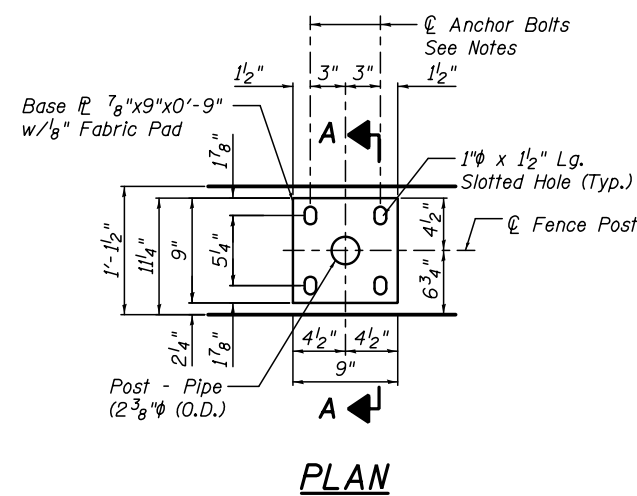 ℄ Anchor Bolts
See Notes
1½" 3" 3" 1½"
Base ℙL ⅞"x9"x0'-9"
w/⅛" Fabric Pad
A
1⅞"
1"ϕ x 1½" Lg.
Slotted Hole (Typ.)
℄ Fence Post
1'-1½"
11¼"
9"
5¼"
4½"
6¾"
2¼"
1⅞"
4½" 4½"
9"
Post - Pipe
(2⅜"ϕ (O.D.)
A
PLAN